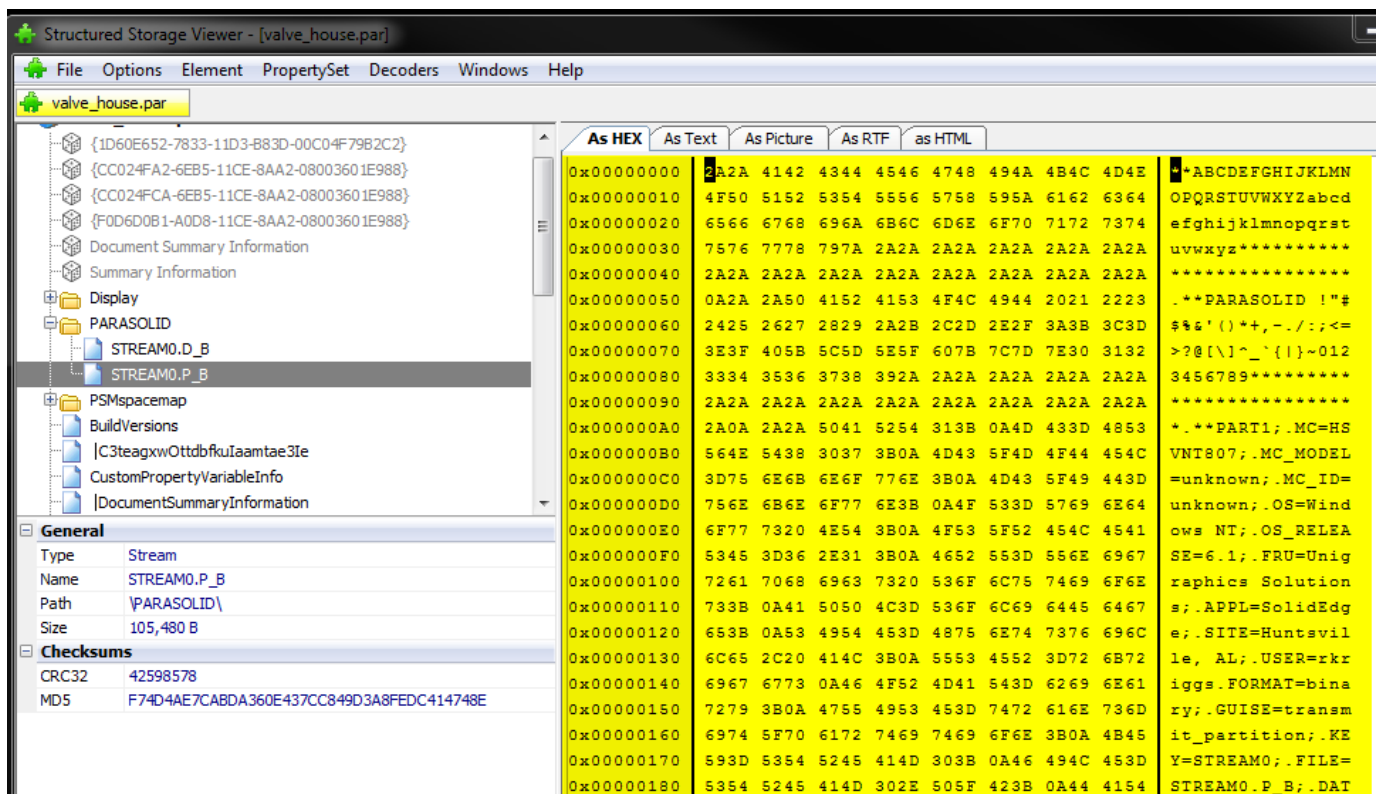 Structured Storage Viewer - [valve_house.par]
File Options Element PropertySet Decoders Windows Help
valve_house.par
{1D60E652-7833-11D3-B83D-00C04F79B2C2}
{CC024FA2-6EB5-11CE-8AA2-08003601E988}
{CC024FCA-6EB5-11CE-8AA2-08003601E988}
{F0D6D0B1-A0D8-11CE-8AA2-08003601E988}
Document Summary Information
Summary Information
Display
PARASOLID
STREAM0.D_B
STREAM0.P_B
PSMspacemap
BuildVersions
|C3teagxwOttdbfkuIaamtae3Ie
CustomPropertyVariableInfo
|DocumentSummaryInformation
General
Type Stream
Name STREAM0.P_B
Path \PARASOLID\
Size 105,480 B
Checksums
CRC32 42598578
MD5 F74D4AE7CABDA360E437CC849D3A8FEDC414748E
As HEX As Text As Picture As RTF as HTML
0x00000000 2A2A 4142 4344 4546 4748 494A 4B4C 4D4E **ABCDEFGHIJKLMN
0x00000010 4F50 5152 5354 5556 5758 595A 6162 6364 OPQRSTUVWXYZabcd
0x00000020 6566 6768 696A 6B6C 6D6E 6F70 7172 7374 efghijklmnopqrst
0x00000030 7576 7778 797A 2A2A 2A2A 2A2A 2A2A 2A2A uvwxyz**********
0x00000040 2A2A 2A2A 2A2A 2A2A 2A2A 2A2A 2A2A 2A2A ****************
0x00000050 0A2A 2A50 4152 4153 4F4C 4944 2021 2223 .**PARASOLID !"#
0x00000060 2425 2627 2829 2A2B 2C2D 2E2F 3A3B 3C3D $%&'()*+,-./:;<=
0x00000070 3E3F 405B 5C5D 5E5F 607B 7C7D 7E30 3132 >?@[\]^_`{|}~012
0x00000080 3334 3536 3738 392A 2A2A 2A2A 2A2A 2A2A 3456789*********
0x00000090 2A2A 2A2A 2A2A 2A2A 2A2A 2A2A 2A2A 2A2A ****************
0x000000A0 2A0A 2A2A 5041 5254 313B 0A4D 433D 4853 *.**PART1;.MC=HS
0x000000B0 564E 5438 3037 3B0A 4D43 5F4D 4F44 454C VNT807;.MC_MODEL
0x000000C0 3D75 6E6B 6E6F 776E 3B0A 4D43 5F49 443D =unknown;.MC_ID=
0x000000D0 756E 6B6E 6F77 6E3B 0A4F 533D 5769 6E64 unknown;.OS=Wind
0x000000E0 6F77 7320 4E54 3B0A 4F53 5F52 454C 4541 ows NT;.OS_RELEA
0x000000F0 5345 3D36 2E31 3B0A 4652 553D 556E 6967 SE=6.1;.FRU=Unig
0x00000100 7261 7068 6963 7320 536F 6C75 7469 6F6E raphics Solution
0x00000110 733B 0A41 5050 4C3D 536F 6C69 6445 6467 s;.APPL=SolidEdg
0x00000120 653B 0A53 4954 453D 4875 6E74 7376 696C e;.SITE=Huntsvil
0x00000130 6C65 2C20 414C 3B0A 5553 4552 3D72 6B72 le, AL;.USER=rkr
0x00000140 6967 6773 0A46 4F52 4D41 543D 6269 6E61 iggs.FORMAT=bina
0x00000150 7279 3B0A 4755 4953 453D 7472 616E 736D ry;.GUISE=transm
0x00000160 6974 5F70 6172 7469 7469 6F6E 3B0A 4B45 it_partition;.KE
0x00000170 593D 5354 5245 414D 303B 0A46 494C 453D Y=STREAM0;.FILE=
0x00000180 5354 5245 414D 302E 505F 423B 0A44 4154 STREAM0.P_B;.DAT